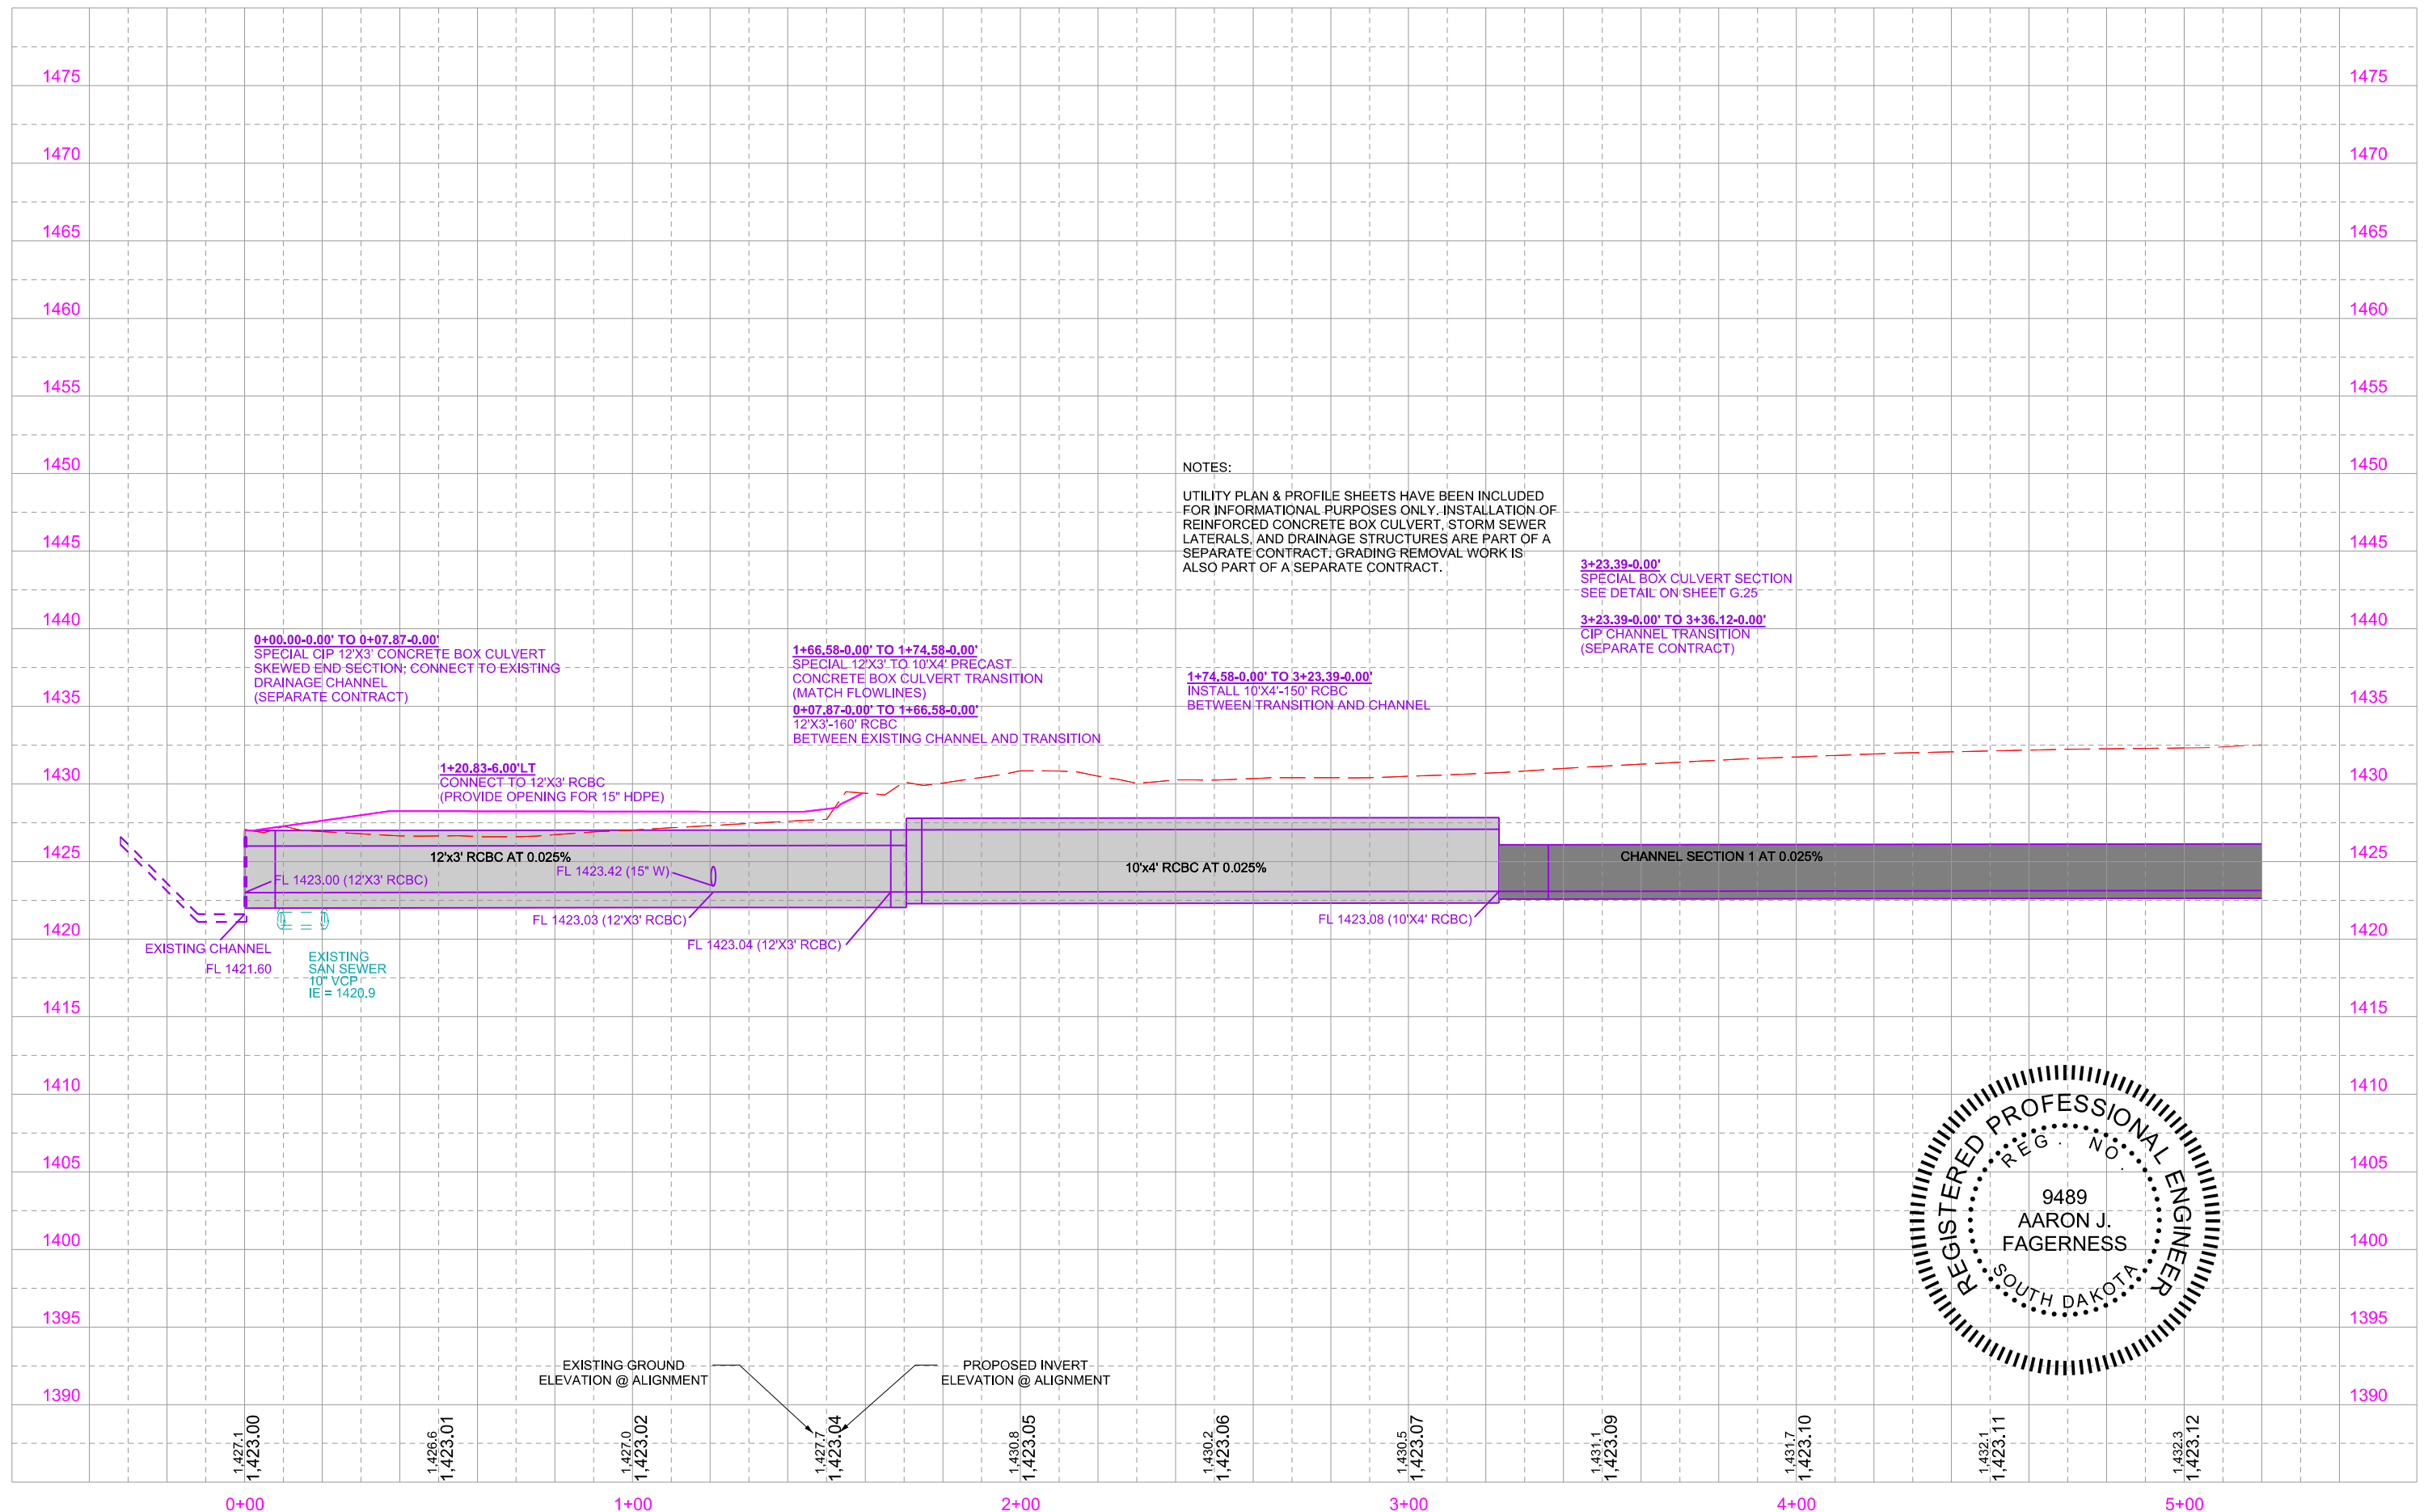 1475 1475
1470 1470
1465 1465
1460 1460
1455 1455
1450 1450
1445 1445
1440 1440
1435 1435
1430 1430
1425 1425
1420 1420
1415 1415
1410 1410
1405 1405
1400 1400
1395 1395
1390 1390
NOTES:
UTILITY PLAN & PROFILE SHEETS HAVE BEEN INCLUDED
FOR INFORMATIONAL PURPOSES ONLY. INSTALLATION OF
REINFORCED CONCRETE BOX CULVERT, STORM SEWER
LATERALS, AND DRAINAGE STRUCTURES ARE PART OF A
SEPARATE CONTRACT. GRADING REMOVAL WORK IS
ALSO PART OF A SEPARATE CONTRACT.
3+23.39-0.00'
SPECIAL BOX CULVERT SECTION
SEE DETAIL ON SHEET G.25
3+23.39-0.00' TO 3+36.12-0.00'
CIP CHANNEL TRANSITION
(SEPARATE CONTRACT)
0+00.00-0.00' TO 0+07.87-0.00'
SPECIAL CIP 12'X3' CONCRETE BOX CULVERT
SKEWED END SECTION; CONNECT TO EXISTING
DRAINAGE CHANNEL
(SEPARATE CONTRACT)
1+66.58-0.00' TO 1+74.58-0.00'
SPECIAL 12'X3' TO 10'X4' PRECAST
CONCRETE BOX CULVERT TRANSITION
(MATCH FLOWLINES)
0+07.87-0.00' TO 1+66.58-0.00'
12'X3'-160' RCBC
BETWEEN EXISTING CHANNEL AND TRANSITION
1+74.58-0.00' TO 3+23.39-0.00'
INSTALL 10'X4'-150' RCBC
BETWEEN TRANSITION AND CHANNEL
1+20.83-6.00'LT
CONNECT TO 12'X3' RCBC
(PROVIDE OPENING FOR 15" HDPE)
12'x3' RCBC AT 0.025%
10'x4' RCBC AT 0.025%
CHANNEL SECTION 1 AT 0.025%
FL 1423.00 (12'X3' RCBC)
FL 1423.42 (15" W)
FL 1423.03 (12'X3' RCBC)
FL 1423.04 (12'X3' RCBC)
FL 1423.08 (10'X4' RCBC)
EXISTING CHANNEL
FL 1421.60
EXISTING
SAN SEWER
10" VCP
IE = 1420.9
REGISTERED PROFESSIONAL ENGINEER
REG. NO.
9489
AARON J.
FAGERNESS
SOUTH DAKOTA
EXISTING GROUND
ELEVATION @ ALIGNMENT
PROPOSED INVERT
ELEVATION @ ALIGNMENT
1,427.1
1,423.00
1,426.6
1,423.01
1,427.0
1,423.02
1,427.7
1,423.04
1,430.8
1,423.05
1,430.2
1,423.06
1,430.5
1,423.07
1,431.1
1,423.09
1,431.7
1,423.10
1,432.1
1,423.11
1,432.3
1,423.12
0+00 1+00 2+00 3+00 4+00 5+00